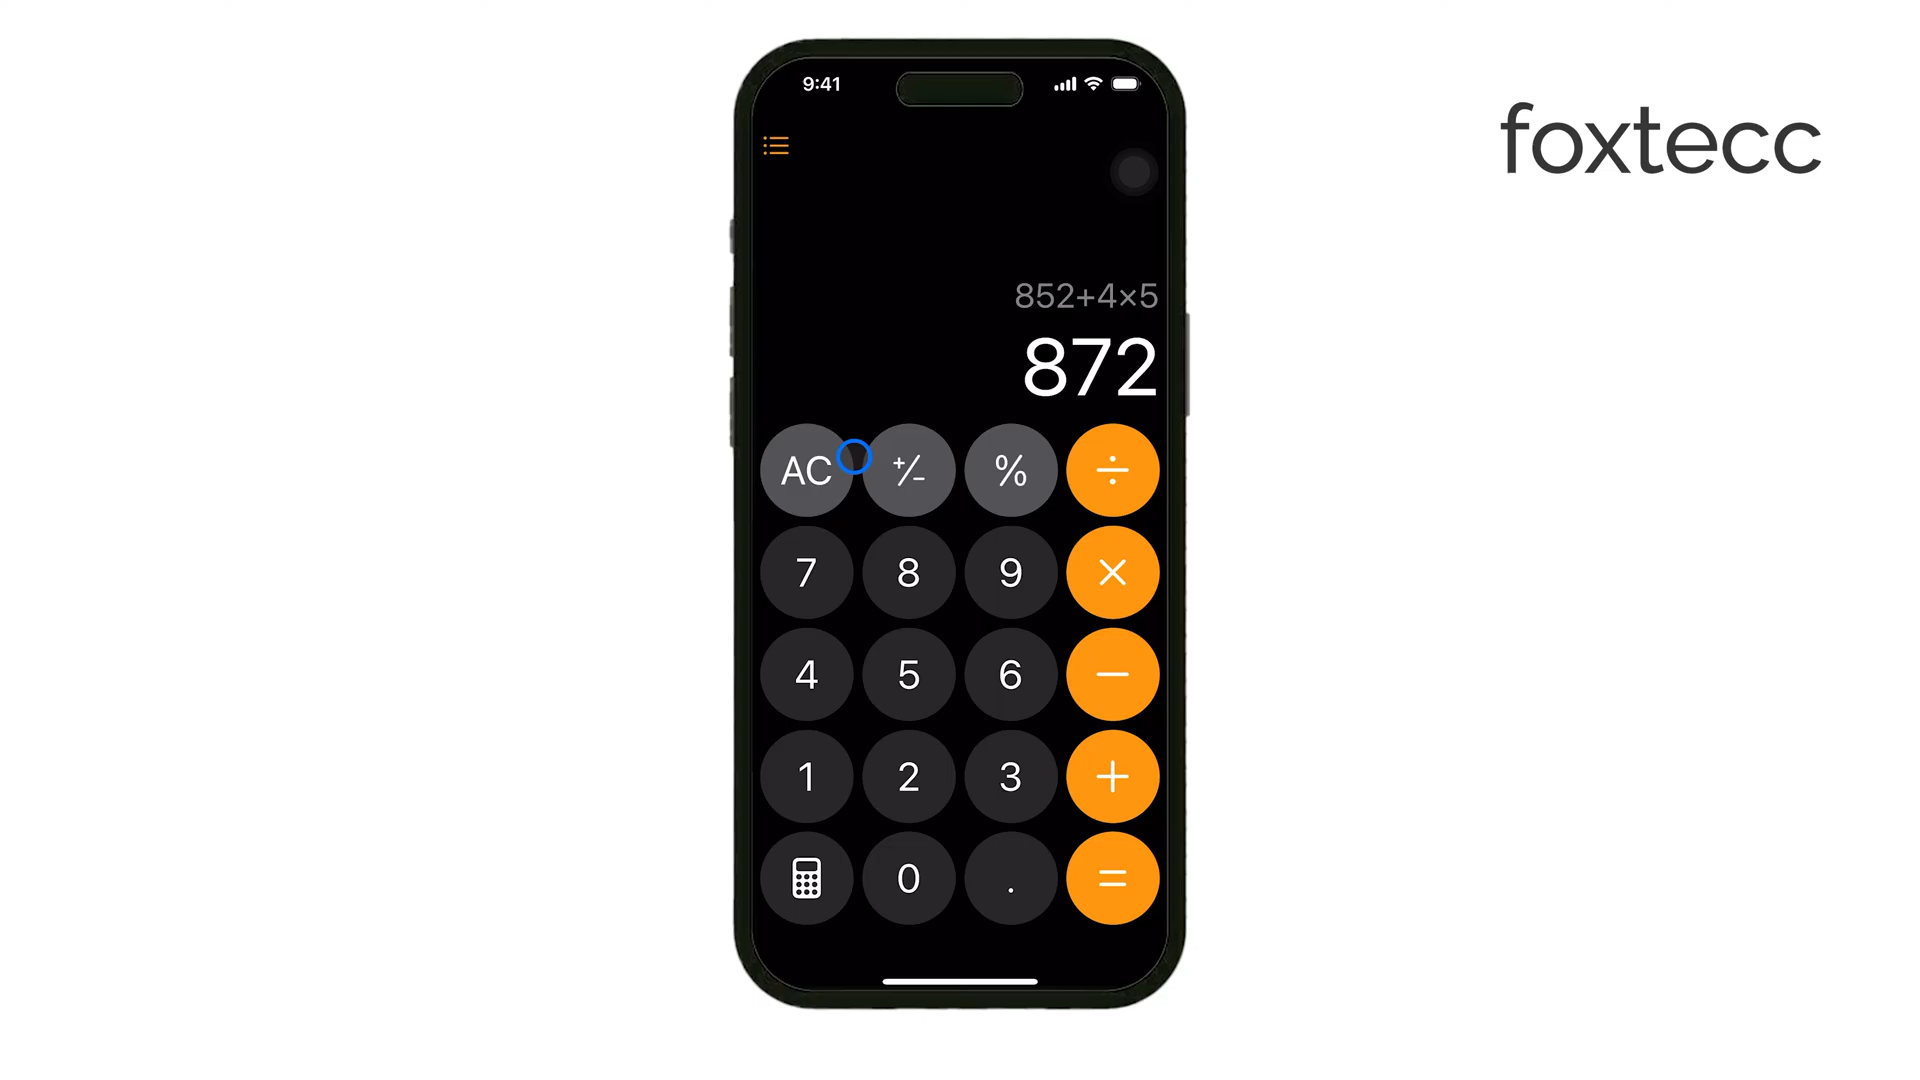 9:41
foxtecc
852+4×5
872
AC +/− % ÷
7 8 9 ×
4 5 6 −
1 2 3 +
0 . =